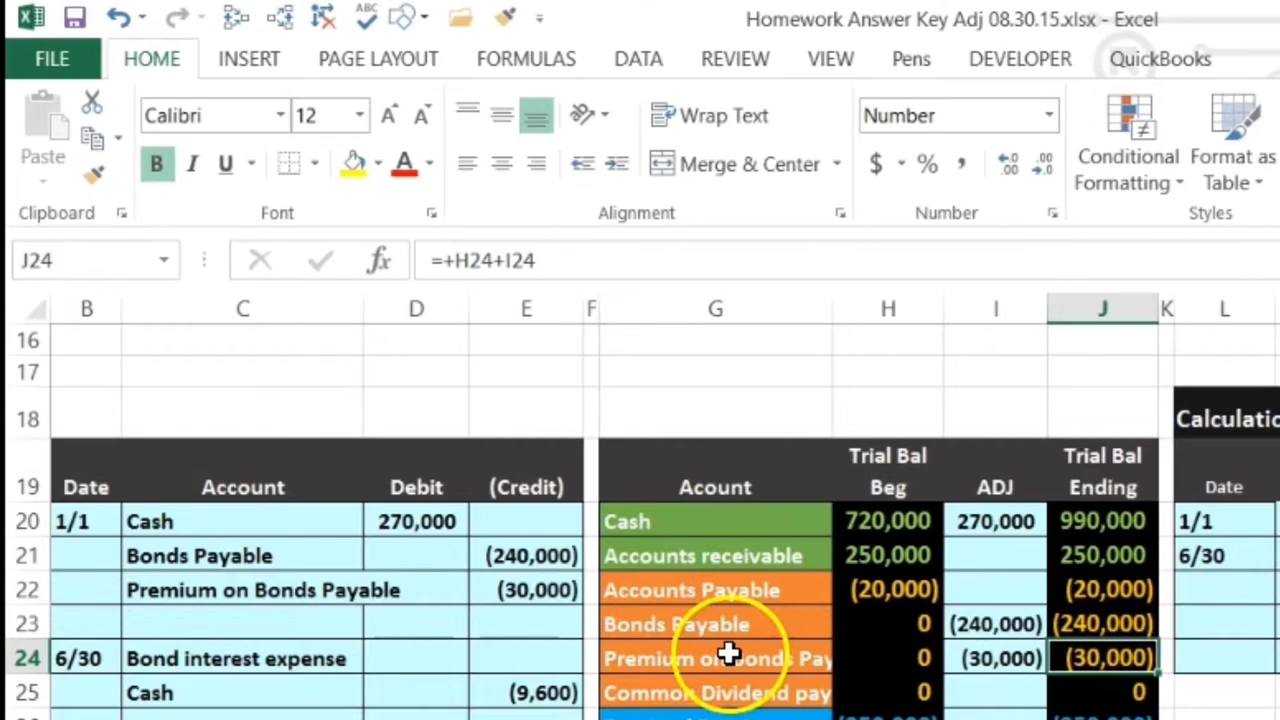 Homework Answer Key Adj 08.30.15.xlsx - Excel
FILE HOME INSERT PAGE LAYOUT FORMULAS DATA REVIEW VIEW Pens DEVELOPER QuickBooks
Calibri 12 Wrap Text Number
Paste B I U A Merge & Center $ % , Conditional Formatting Format as Table
Clipboard Font Alignment Number Styles
J24 fx =+H24+I24
B C D E F G H I J K L
16
17
18 Calculatio
Trial Bal Trial Bal
19 Date Account Debit (Credit) Acount Beg ADJ Ending Date
20 1/1 Cash 270,000 Cash 720,000 270,000 990,000 1/1
21 Bonds Payable (240,000) Accounts receivable 250,000 250,000 6/30
22 Premium on Bonds Payable (30,000) Accounts Payable (20,000) (20,000)
23 Bonds Payable 0 (240,000) (240,000)
24 6/30 Bond interest expense Premium on Bonds Pay 0 (30,000) (30,000)
25 Cash (9,600) Common Dividend pay 0 0